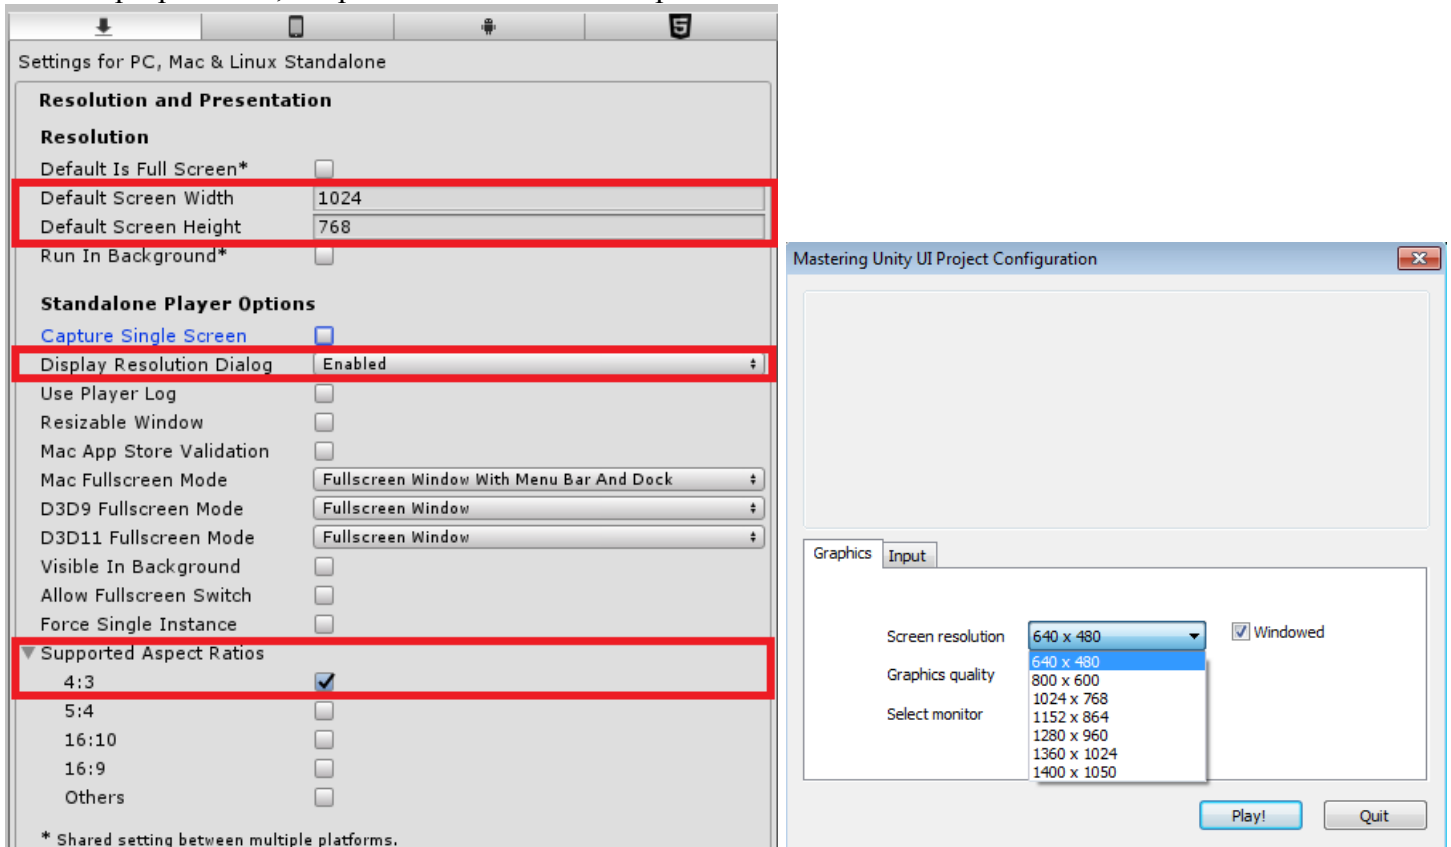 Settings for PC, Mac & Linux Standalone
Resolution and Presentation
Resolution
Default Is Full Screen*
Default Screen Width 1024
Default Screen Height 768
Run In Background*
Standalone Player Options
Capture Single Screen
Display Resolution Dialog Enabled
Use Player Log
Resizable Window
Mac App Store Validation
Mac Fullscreen Mode Fullscreen Window With Menu Bar And Dock
D3D9 Fullscreen Mode Fullscreen Window
D3D11 Fullscreen Mode Fullscreen Window
Visible In Background
Allow Fullscreen Switch
Force Single Instance
Supported Aspect Ratios
4:3
5:4
16:10
16:9
Others
* Shared setting between multiple platforms.
Mastering Unity UI Project Configuration
Graphics Input
Screen resolution 640 x 480 Windowed
640 x 480
Graphics quality 800 x 600
1024 x 768
Select monitor 1152 x 864
1280 x 960
1360 x 1024
1400 x 1050
Play! Quit